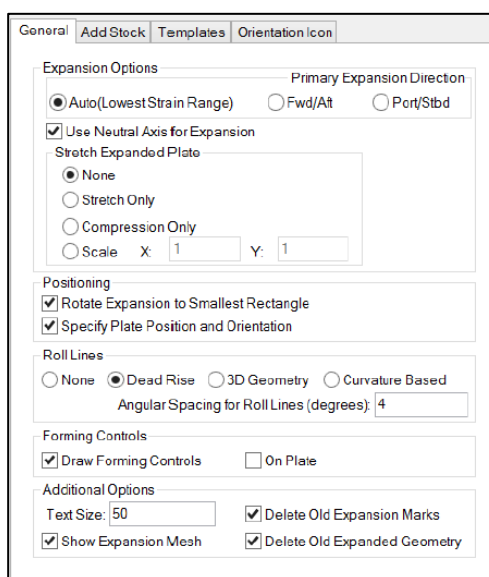 General Add Stock Templates Orientation Icon
Expansion Options
Primary Expansion Direction
Auto(Lowest Strain Range) Fwd/Aft Port/Stbd
Use Neutral Axis for Expansion
Stretch Expanded Plate
None
Stretch Only
Compression Only
Scale X: 1 Y: 1
Positioning
Rotate Expansion to Smallest Rectangle
Specify Plate Position and Orientation
Roll Lines
None Dead Rise 3D Geometry Curvature Based
Angular Spacing for Roll Lines (degrees): 4
Forming Controls
Draw Forming Controls On Plate
Additional Options
Text Size: 50 Delete Old Expansion Marks
Show Expansion Mesh Delete Old Expanded Geometry